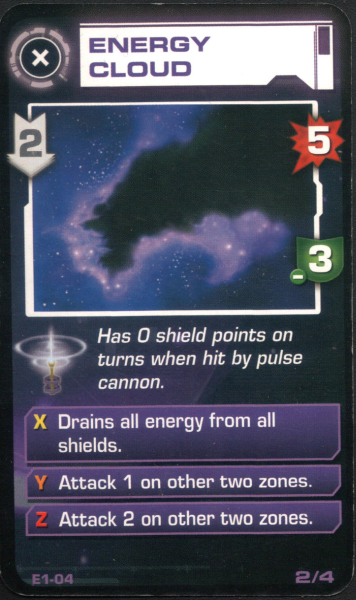 ENERGY
CLOUD
2
5
-3
Has 0 shield points on
turns when hit by pulse
cannon.
X Drains all energy from all
shields.
Y Attack 1 on other two zones.
Z Attack 2 on other two zones.
E1-04 2/4